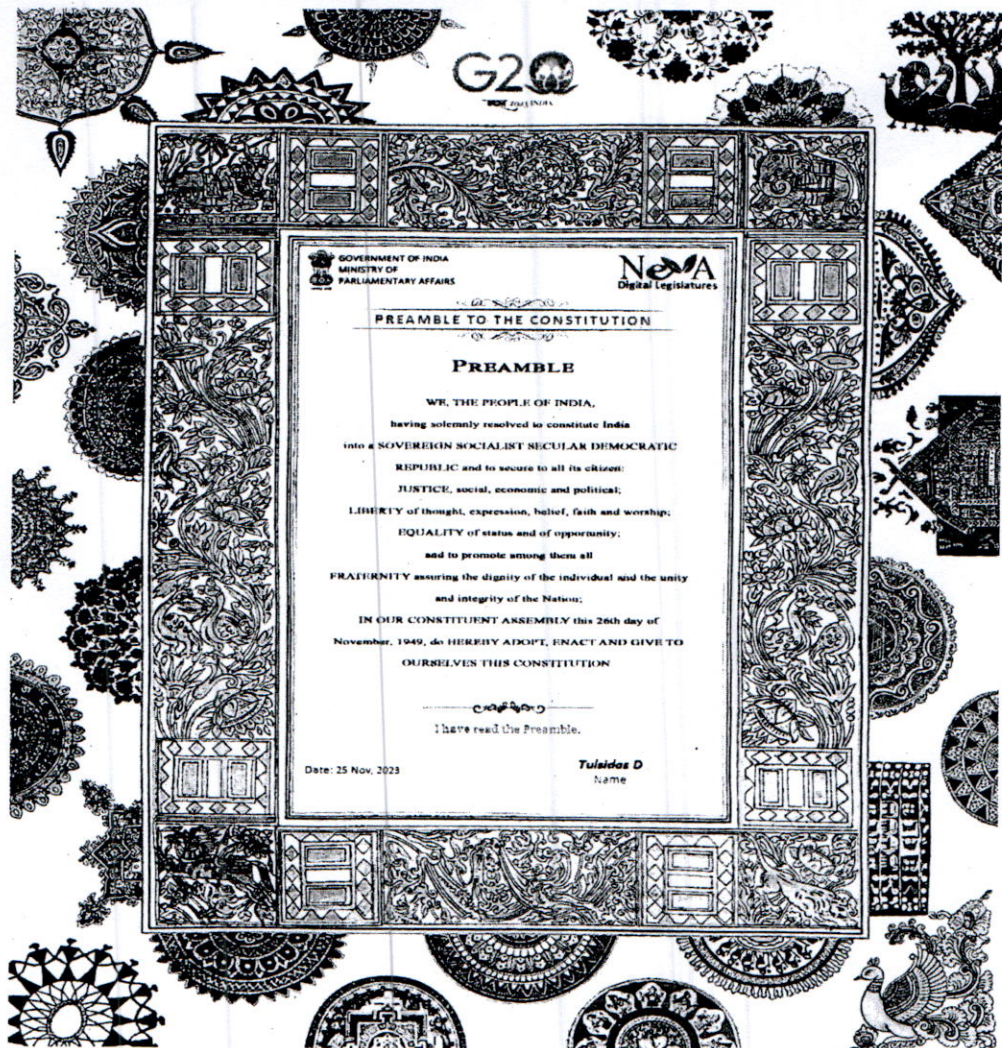 G20
2023 INDIA
GOVERNMENT OF INDIA
MINISTRY OF
PARLIAMENTARY AFFAIRS
NeVA
Digital Legislatures
PREAMBLE TO THE CONSTITUTION
PREAMBLE
WE, THE PEOPLE OF INDIA,
having solemnly resolved to constitute India
into a SOVEREIGN SOCIALIST SECULAR DEMOCRATIC
REPUBLIC and to secure to all its citizen:
JUSTICE, social, economic and political;
LIBERTY of thought, expression, belief, faith and worship;
EQUALITY of status and of opportunity;
and to promote among them all
FRATERNITY assuring the dignity of the individual and the unity
and integrity of the Nation;
IN OUR CONSTITUENT ASSEMBLY this 26th day of
November, 1949, do HEREBY ADOPT, ENACT AND GIVE TO
OURSELVES THIS CONSTITUTION
I have read the Preamble.
Date: 25 Nov, 2023
Tulsidas D
Name